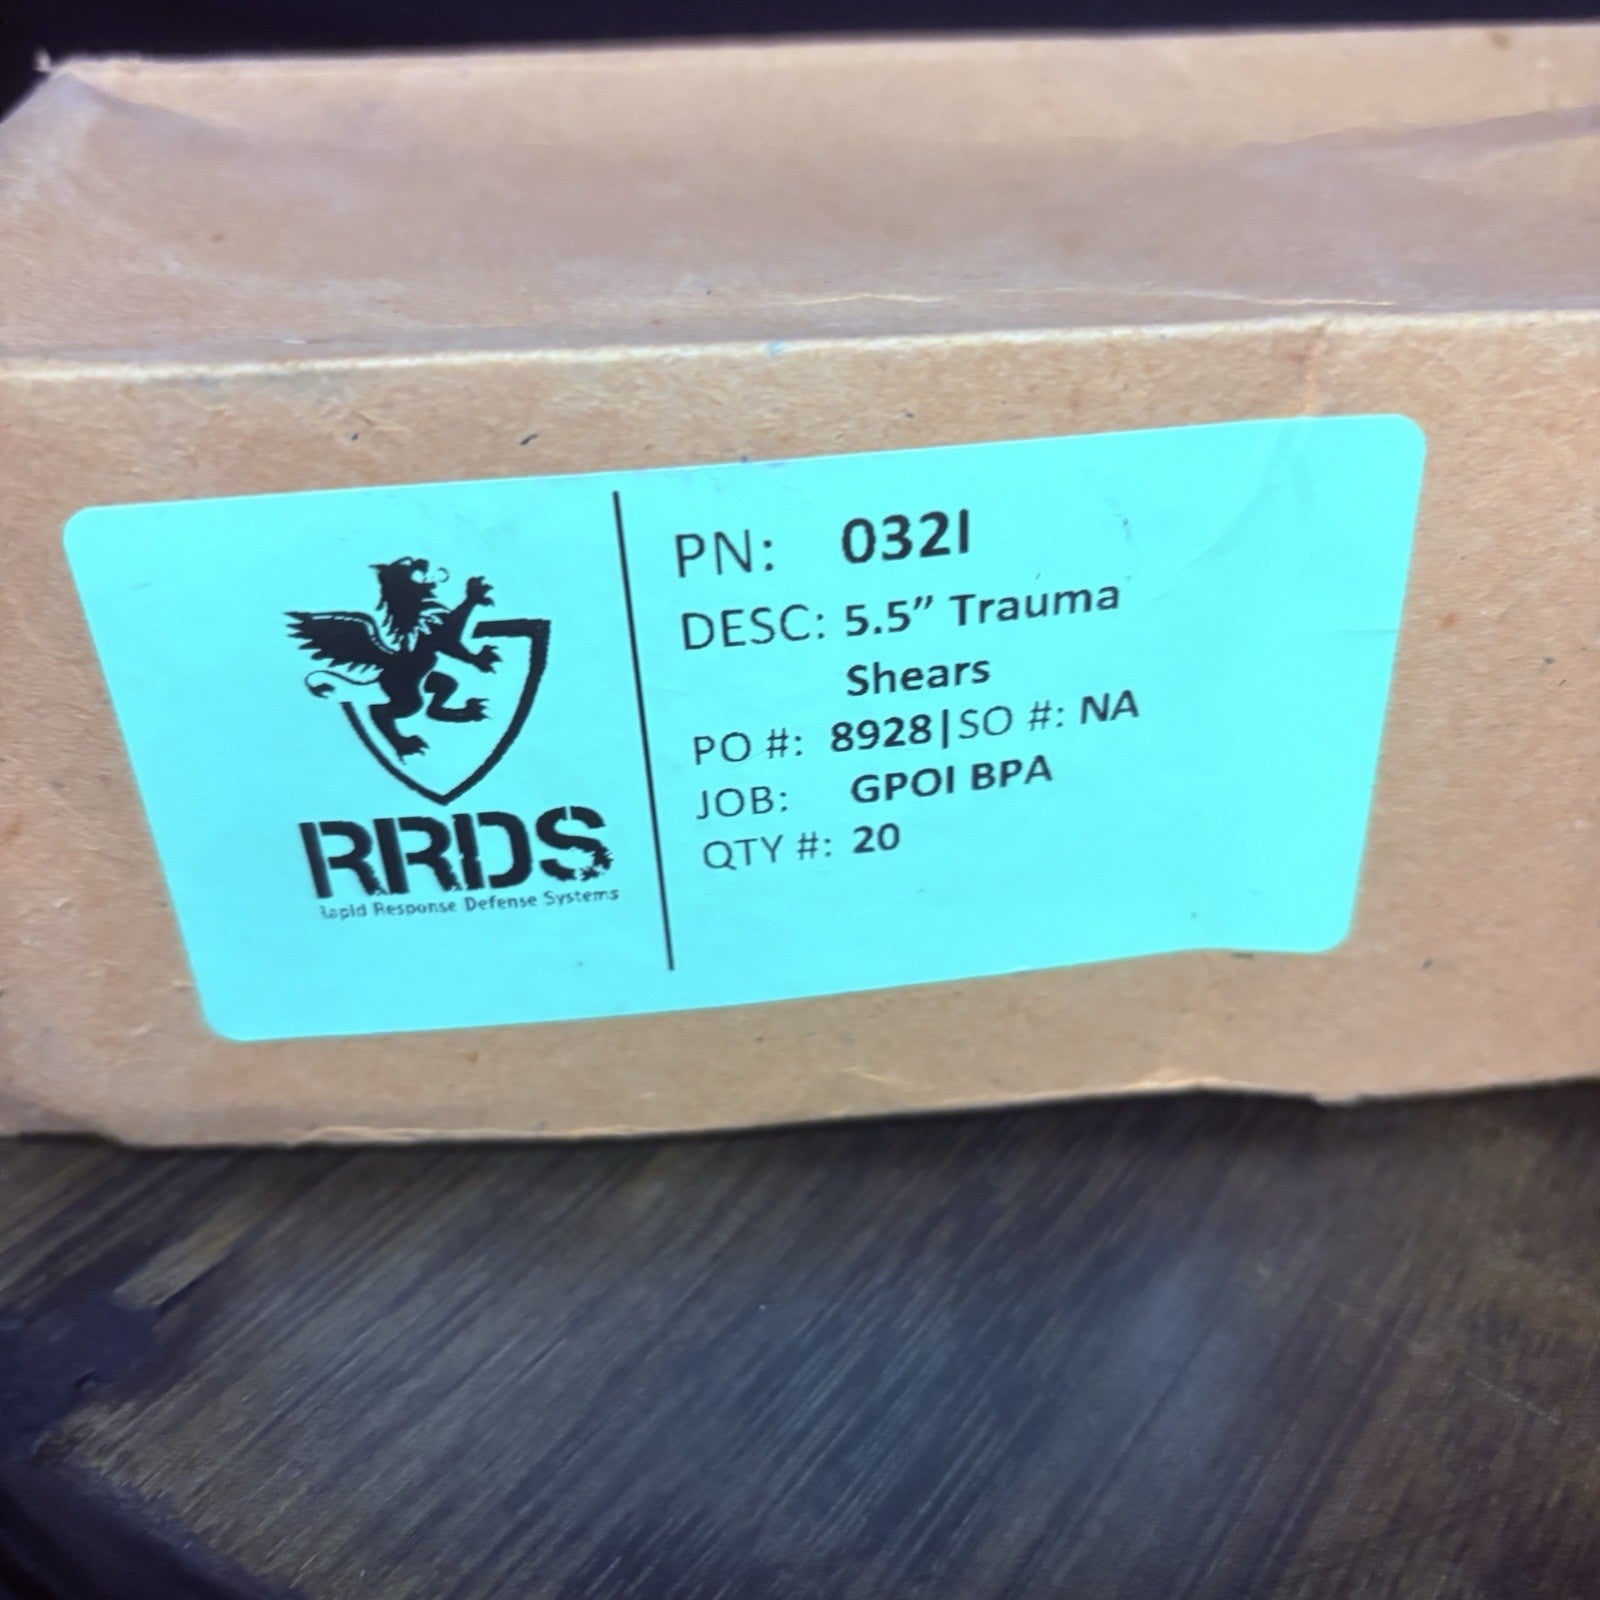 RRDS
Rapid Response Defense Systems
PN: 032I
DESC: 5.5” Trauma
Shears
PO #: 8928|SO #: NA
JOB: GPOI BPA
QTY #: 20